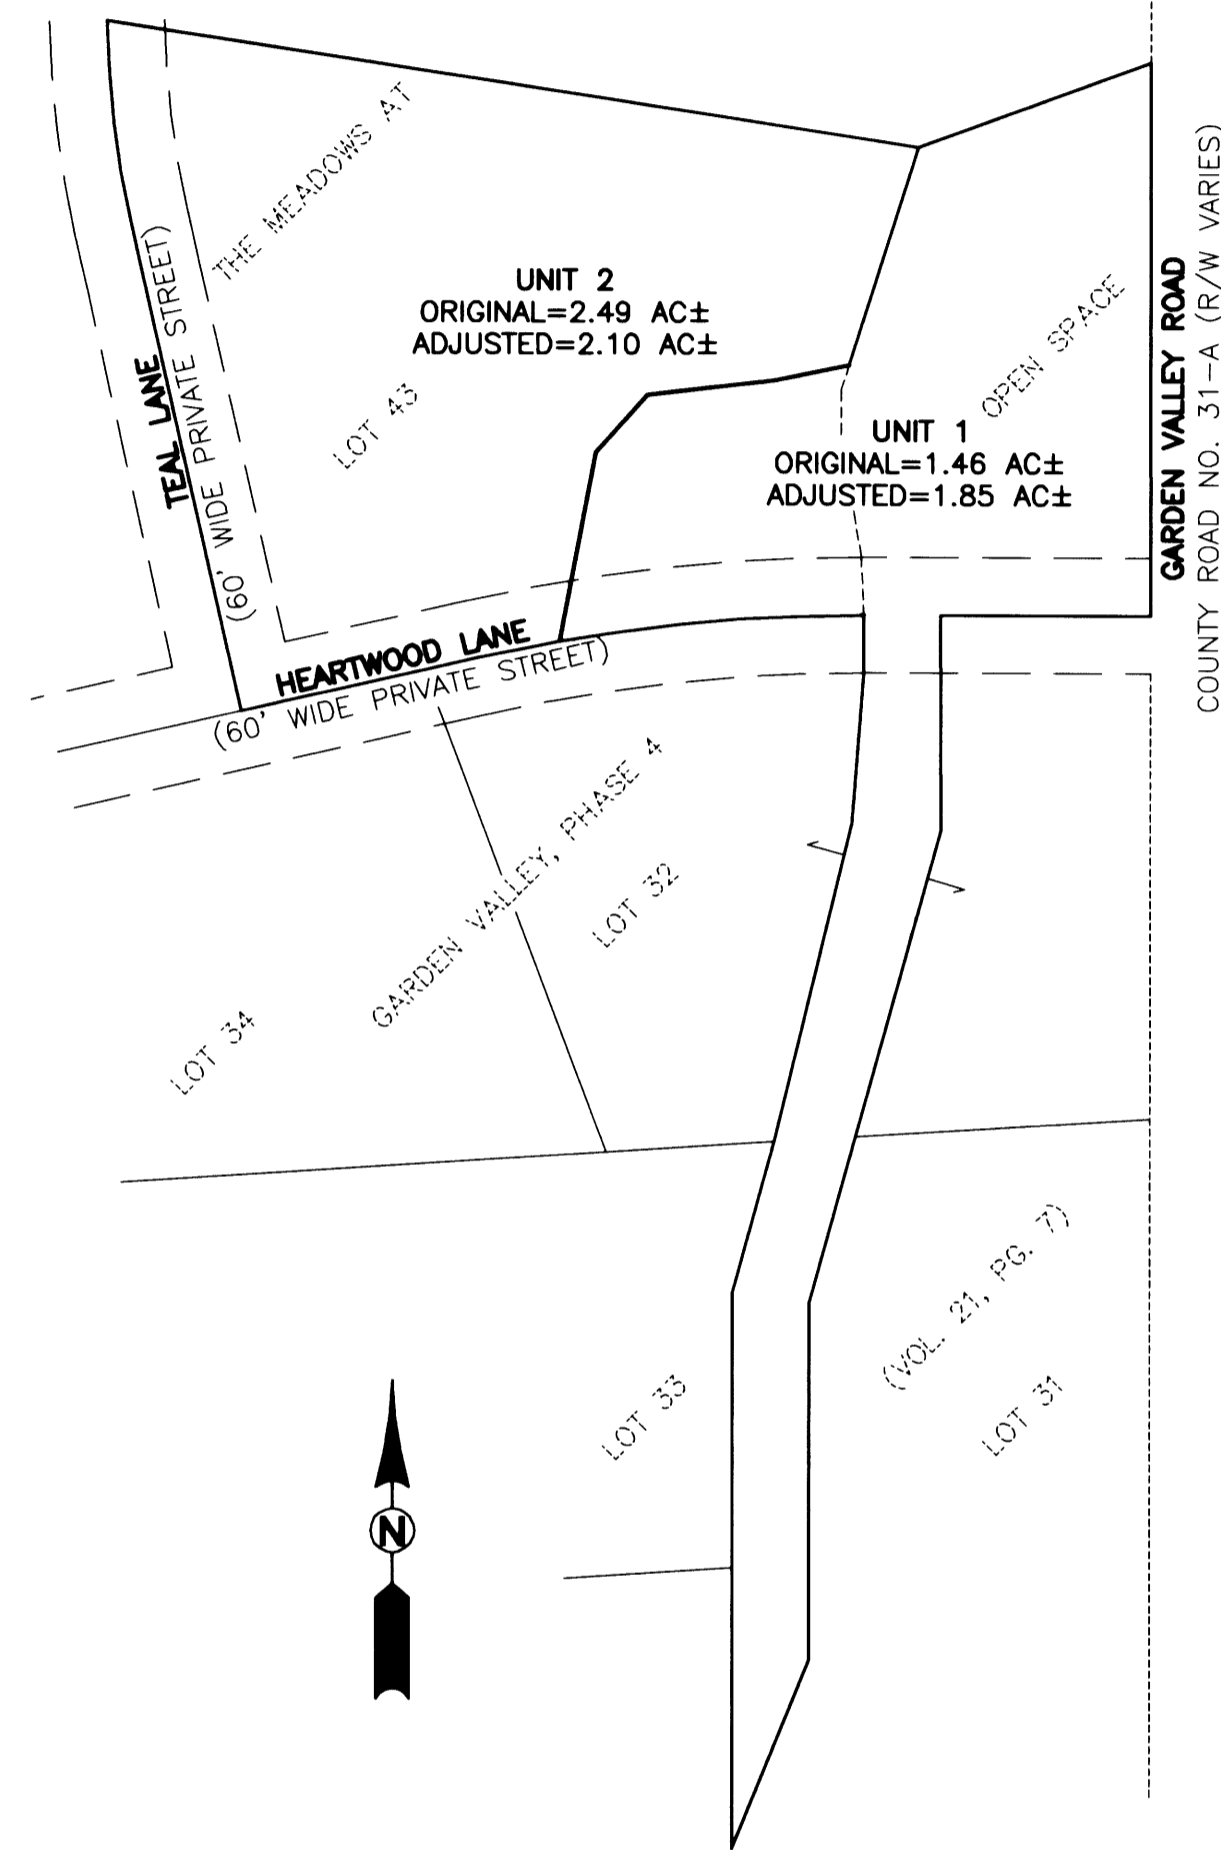 THE MEADOWS AT
UNIT 2
ORIGINAL=2.49 AC±
ADJUSTED=2.10 AC±
LOT 43
OPEN SPACE
UNIT 1
ORIGINAL=1.46 AC±
ADJUSTED=1.85 AC±
TEAL LANE
(60' WIDE PRIVATE STREET)
GARDEN VALLEY ROAD
COUNTY ROAD NO. 31-A (R/W VARIES)
HEARTWOOD LANE
(60' WIDE PRIVATE STREET)
GARDEN VALLEY, PHASE 4
LOT 32
LOT 34
(VOL. 21, PG. 7)
LOT 33
LOT 31
N